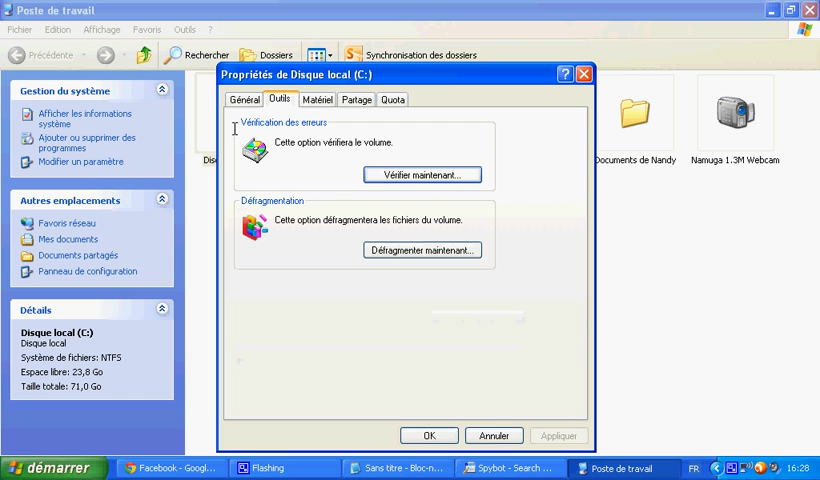 Poste de travail
Fichier Edition Affichage Favoris Outils ?
Précédente Rechercher Dossiers Synchronisation des dossiers
Gestion du système
Afficher les informations
système
Ajouter ou supprimer des
programmes
Modifier un paramètre
Autres emplacements
Favoris réseau
Mes documents
Documents partagés
Panneau de configuration
Détails
Disque local (C:)
Disque local
Système de fichiers: NTFS
Espace libre: 23,8 Go
Taille totale: 71,0 Go
Propriétés de Disque local (C:)
Général Outils Matériel Partage Quota
Vérification des erreurs
Cette option vérifiera le volume.
Vérifier maintenant...
Défragmentation
Cette option défragmentera les fichiers du volume.
Défragmenter maintenant...
OK Annuler Appliquer
Documents de Nandy Namuga 1.3M Webcam
démarrer Facebook - Googl... Flashing Sans titre - Bloc-n... Spybot - Search ... Poste de travail FR 16:28